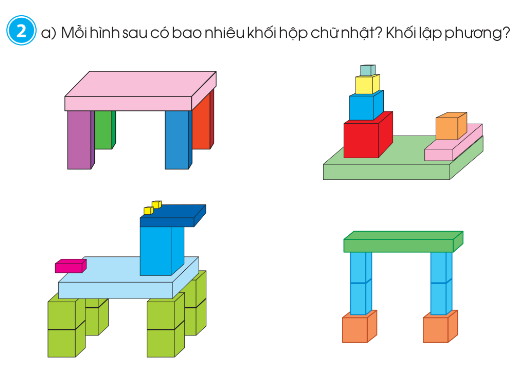 2 a) Mỗi hình sau có bao nhiêu khối hộp chữ nhật? Khối lập phương?